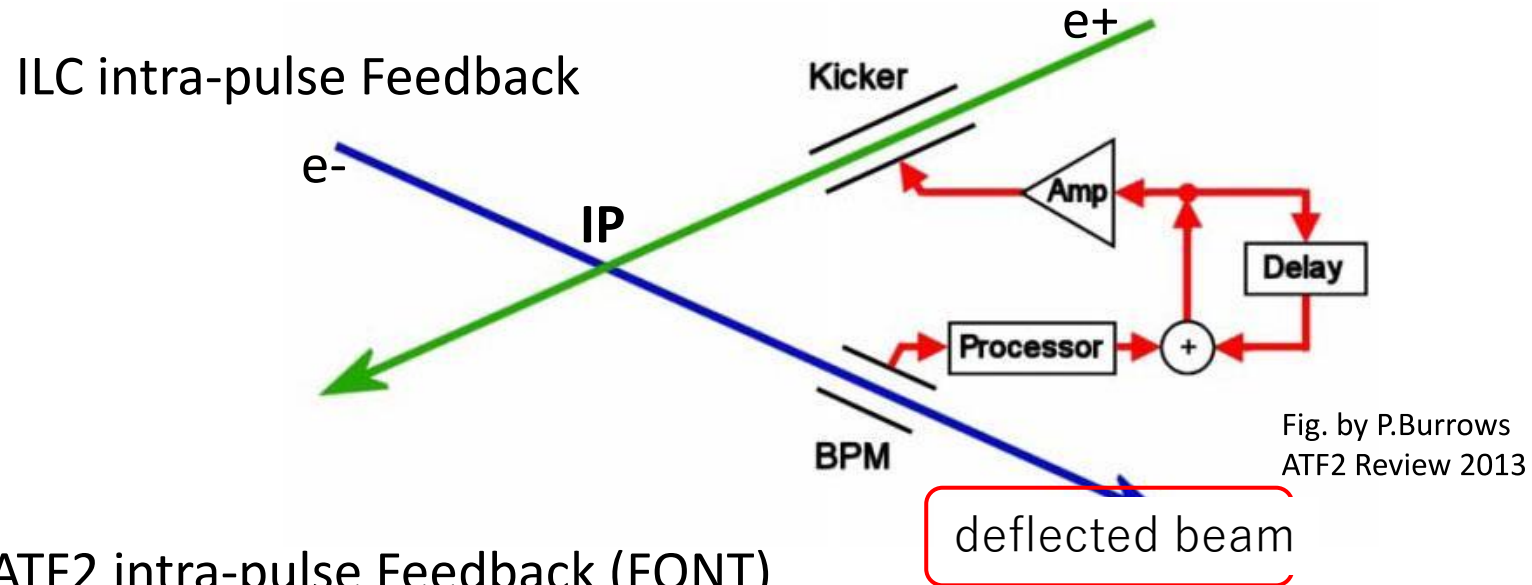 e+
ILC intra-pulse Feedback
Kicker
e-
Amp
IP
Delay
Processor
+
BPM
Fig. by P.Burrows
ATF2 Review 2013
deflected beam
ATF2 intra-pulse Feedback (FONT)